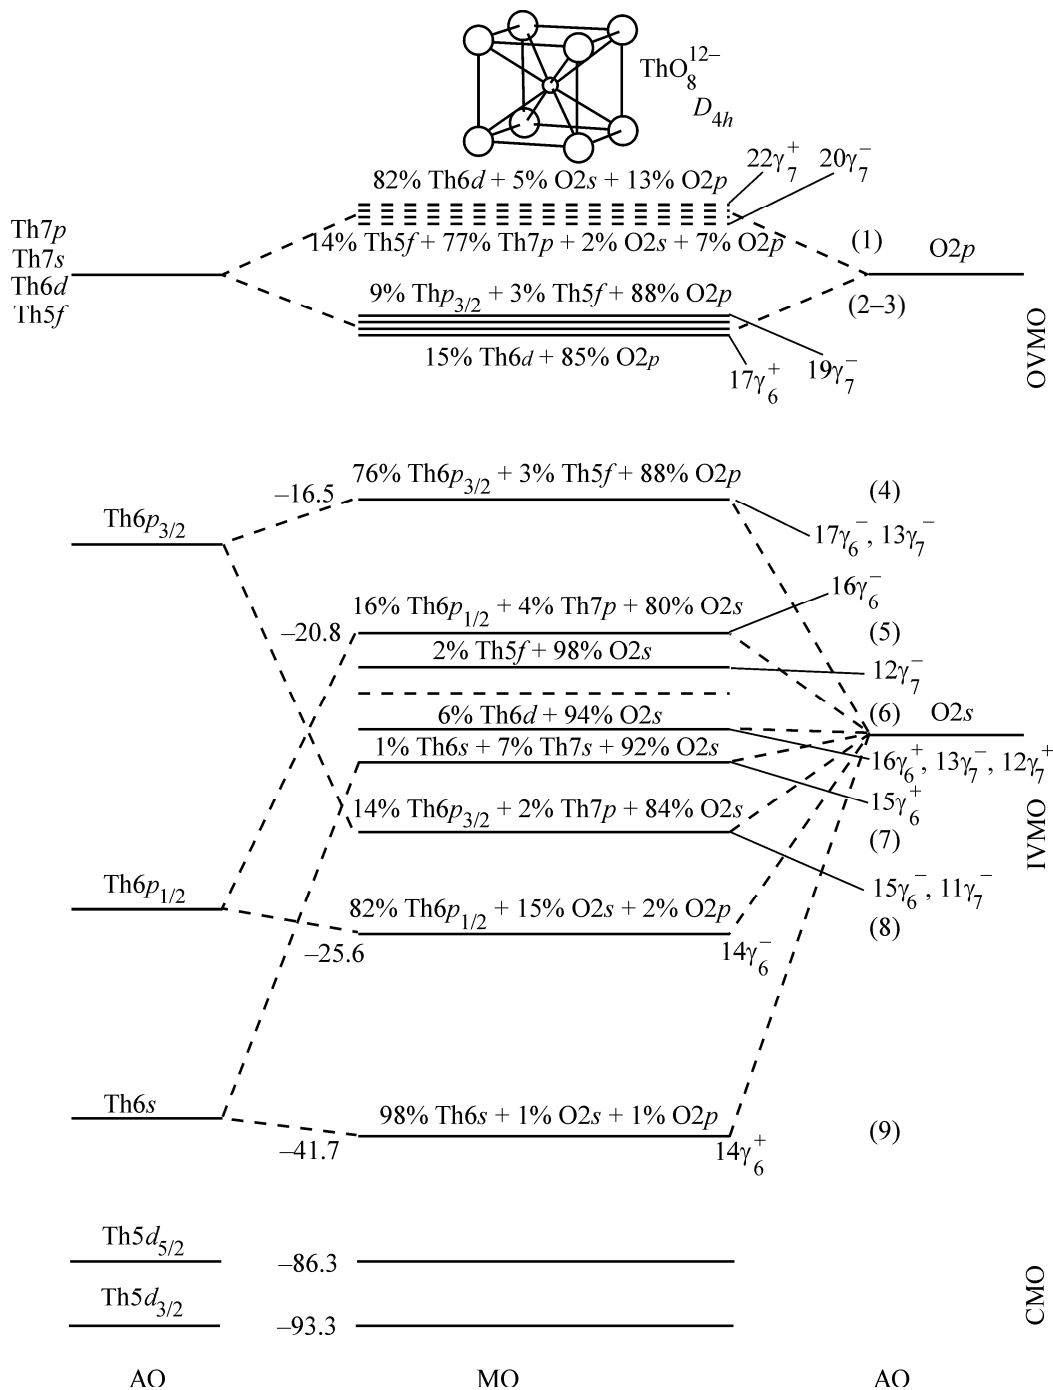 ThO₈¹²⁻
D₄ₕ
22γ₇⁺ 20γ₇⁻
82% Th6d + 5% O2s + 13% O2p
Th7p
Th7s
Th6d
Th5f
14% Th5f + 77% Th7p + 2% O2s + 7% O2p
(1)
O2p
9% Thp₃/₂ + 3% Th5f + 88% O2p
(2–3)
15% Th6d + 85% O2p
17γ₆⁺ 19γ₇⁻
OVMO
76% Th6p₃/₂ + 3% Th5f + 88% O2p
–16.5
(4)
Th6p₃/₂
17γ₆⁻, 13γ₇⁻
16γ₆⁻
16% Th6p₁/₂ + 4% Th7p + 80% O2s
–20.8
(5)
2% Th5f + 98% O2s
12γ₇⁻
6% Th6d + 94% O2s
(6)
O2s
1% Th6s + 7% Th7s + 92% O2s
16γ₆⁺, 13γ₇⁻, 12γ₇⁺
15γ₆⁺
14% Th6p₃/₂ + 2% Th7p + 84% O2s
(7)
IVMO
Th6p₁/₂
15γ₆⁻, 11γ₇⁻
82% Th6p₁/₂ + 15% O2s + 2% O2p
(8)
–25.6
14γ₆⁻
Th6s
98% Th6s + 1% O2s + 1% O2p
(9)
–41.7
14γ₆⁺
Th5d₅/₂
–86.3
Th5d₃/₂
–93.3
CMO
AO MO AO